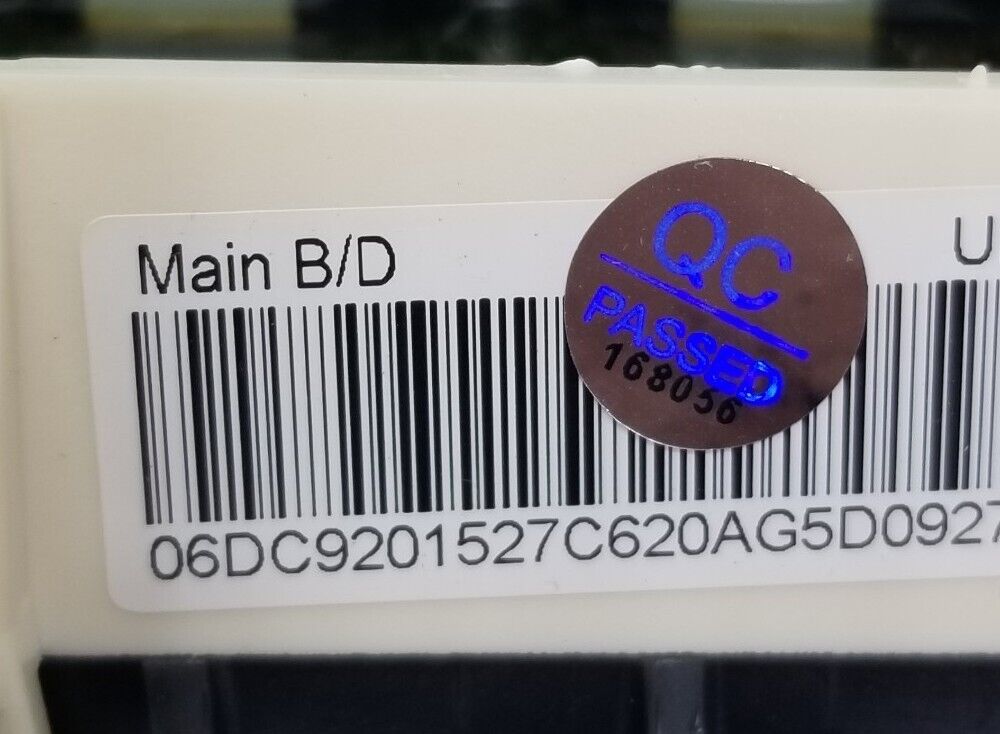 Main B/D
U
QC
PASSED
168056
06DC9201527C620AG5D0927